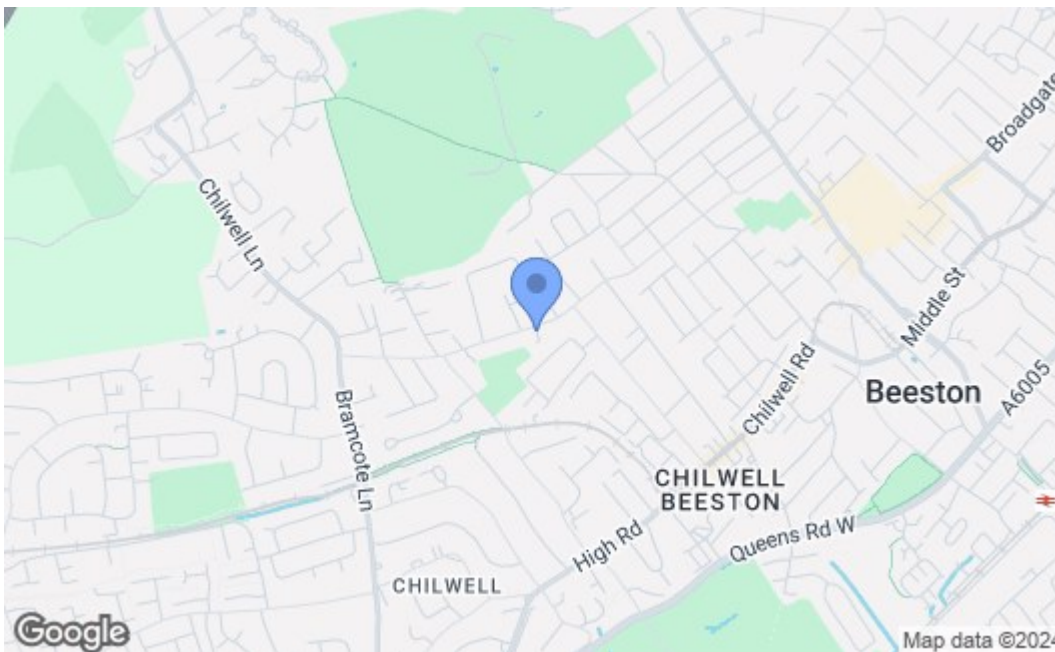 Broadgate
Chilwell Ln
Middle St
A6005
Chilwell Rd
Beeston
Bramcote Ln
CHILWELL
BEESTON
High Rd
Queens Rd W
CHILWELL
Google
Map data ©2024